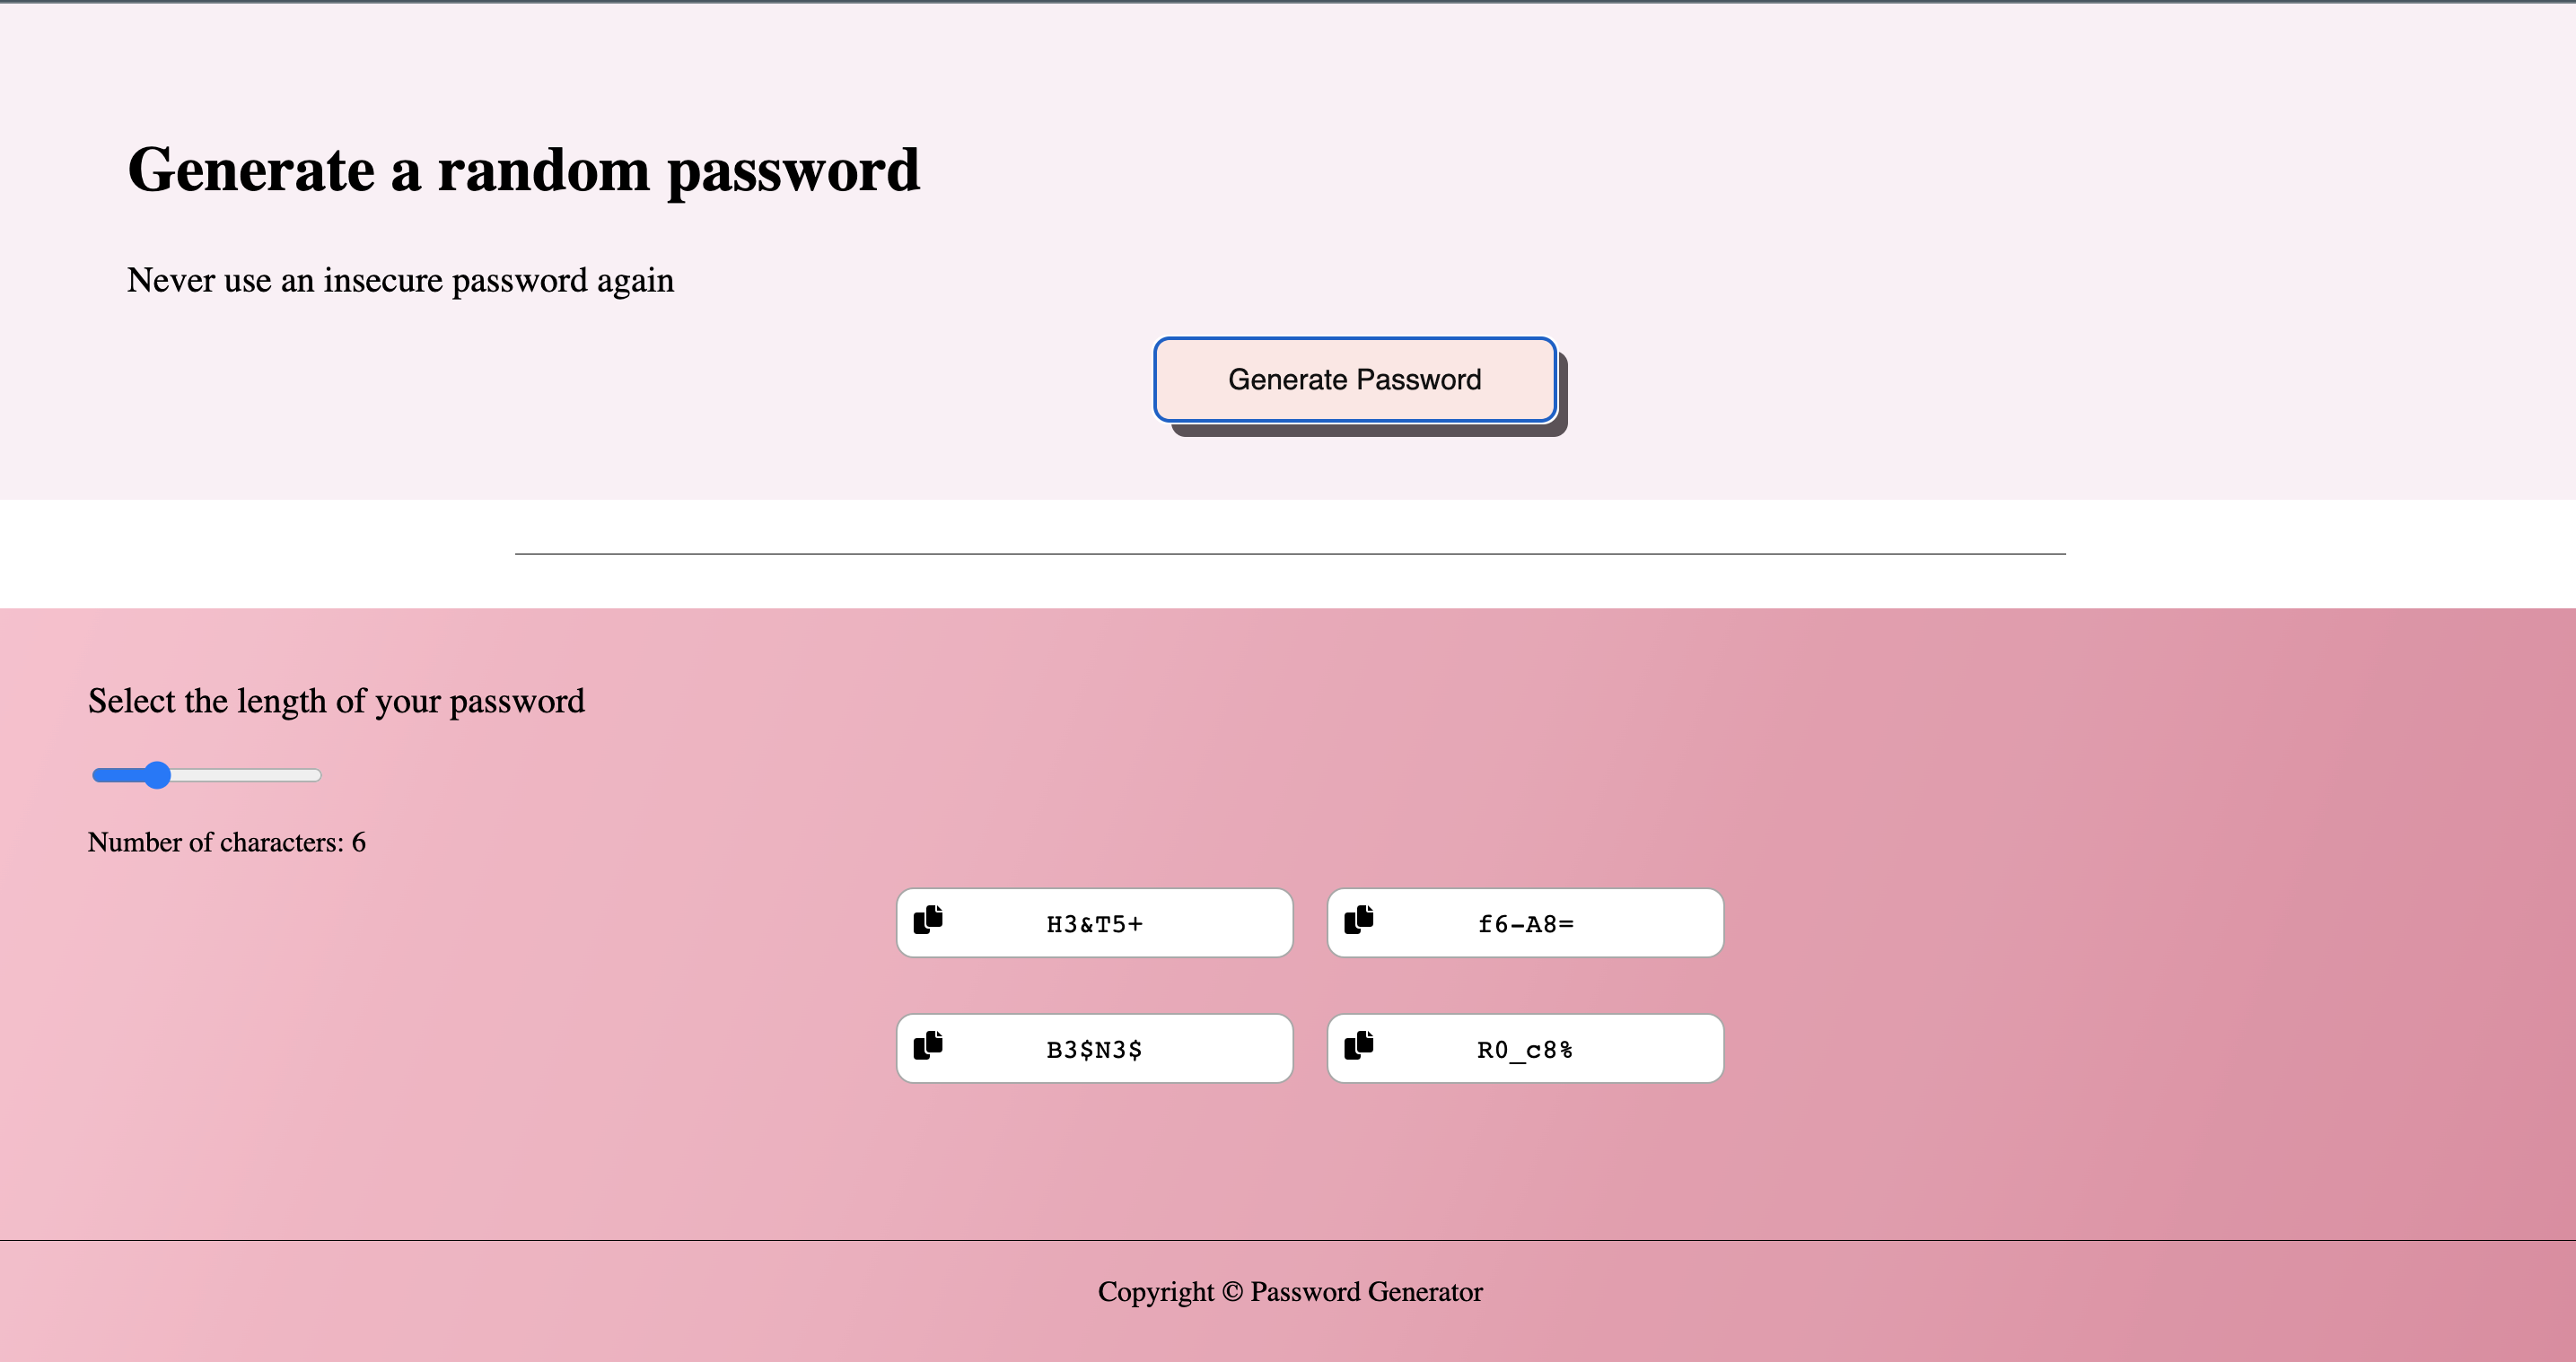 Generate a random password
Never use an insecure password again
Generate Password
Select the length of your password
Number of characters: 6
H3&T5+
f6-A8=
B3$N3$
R0_c8%
Copyright © Password Generator